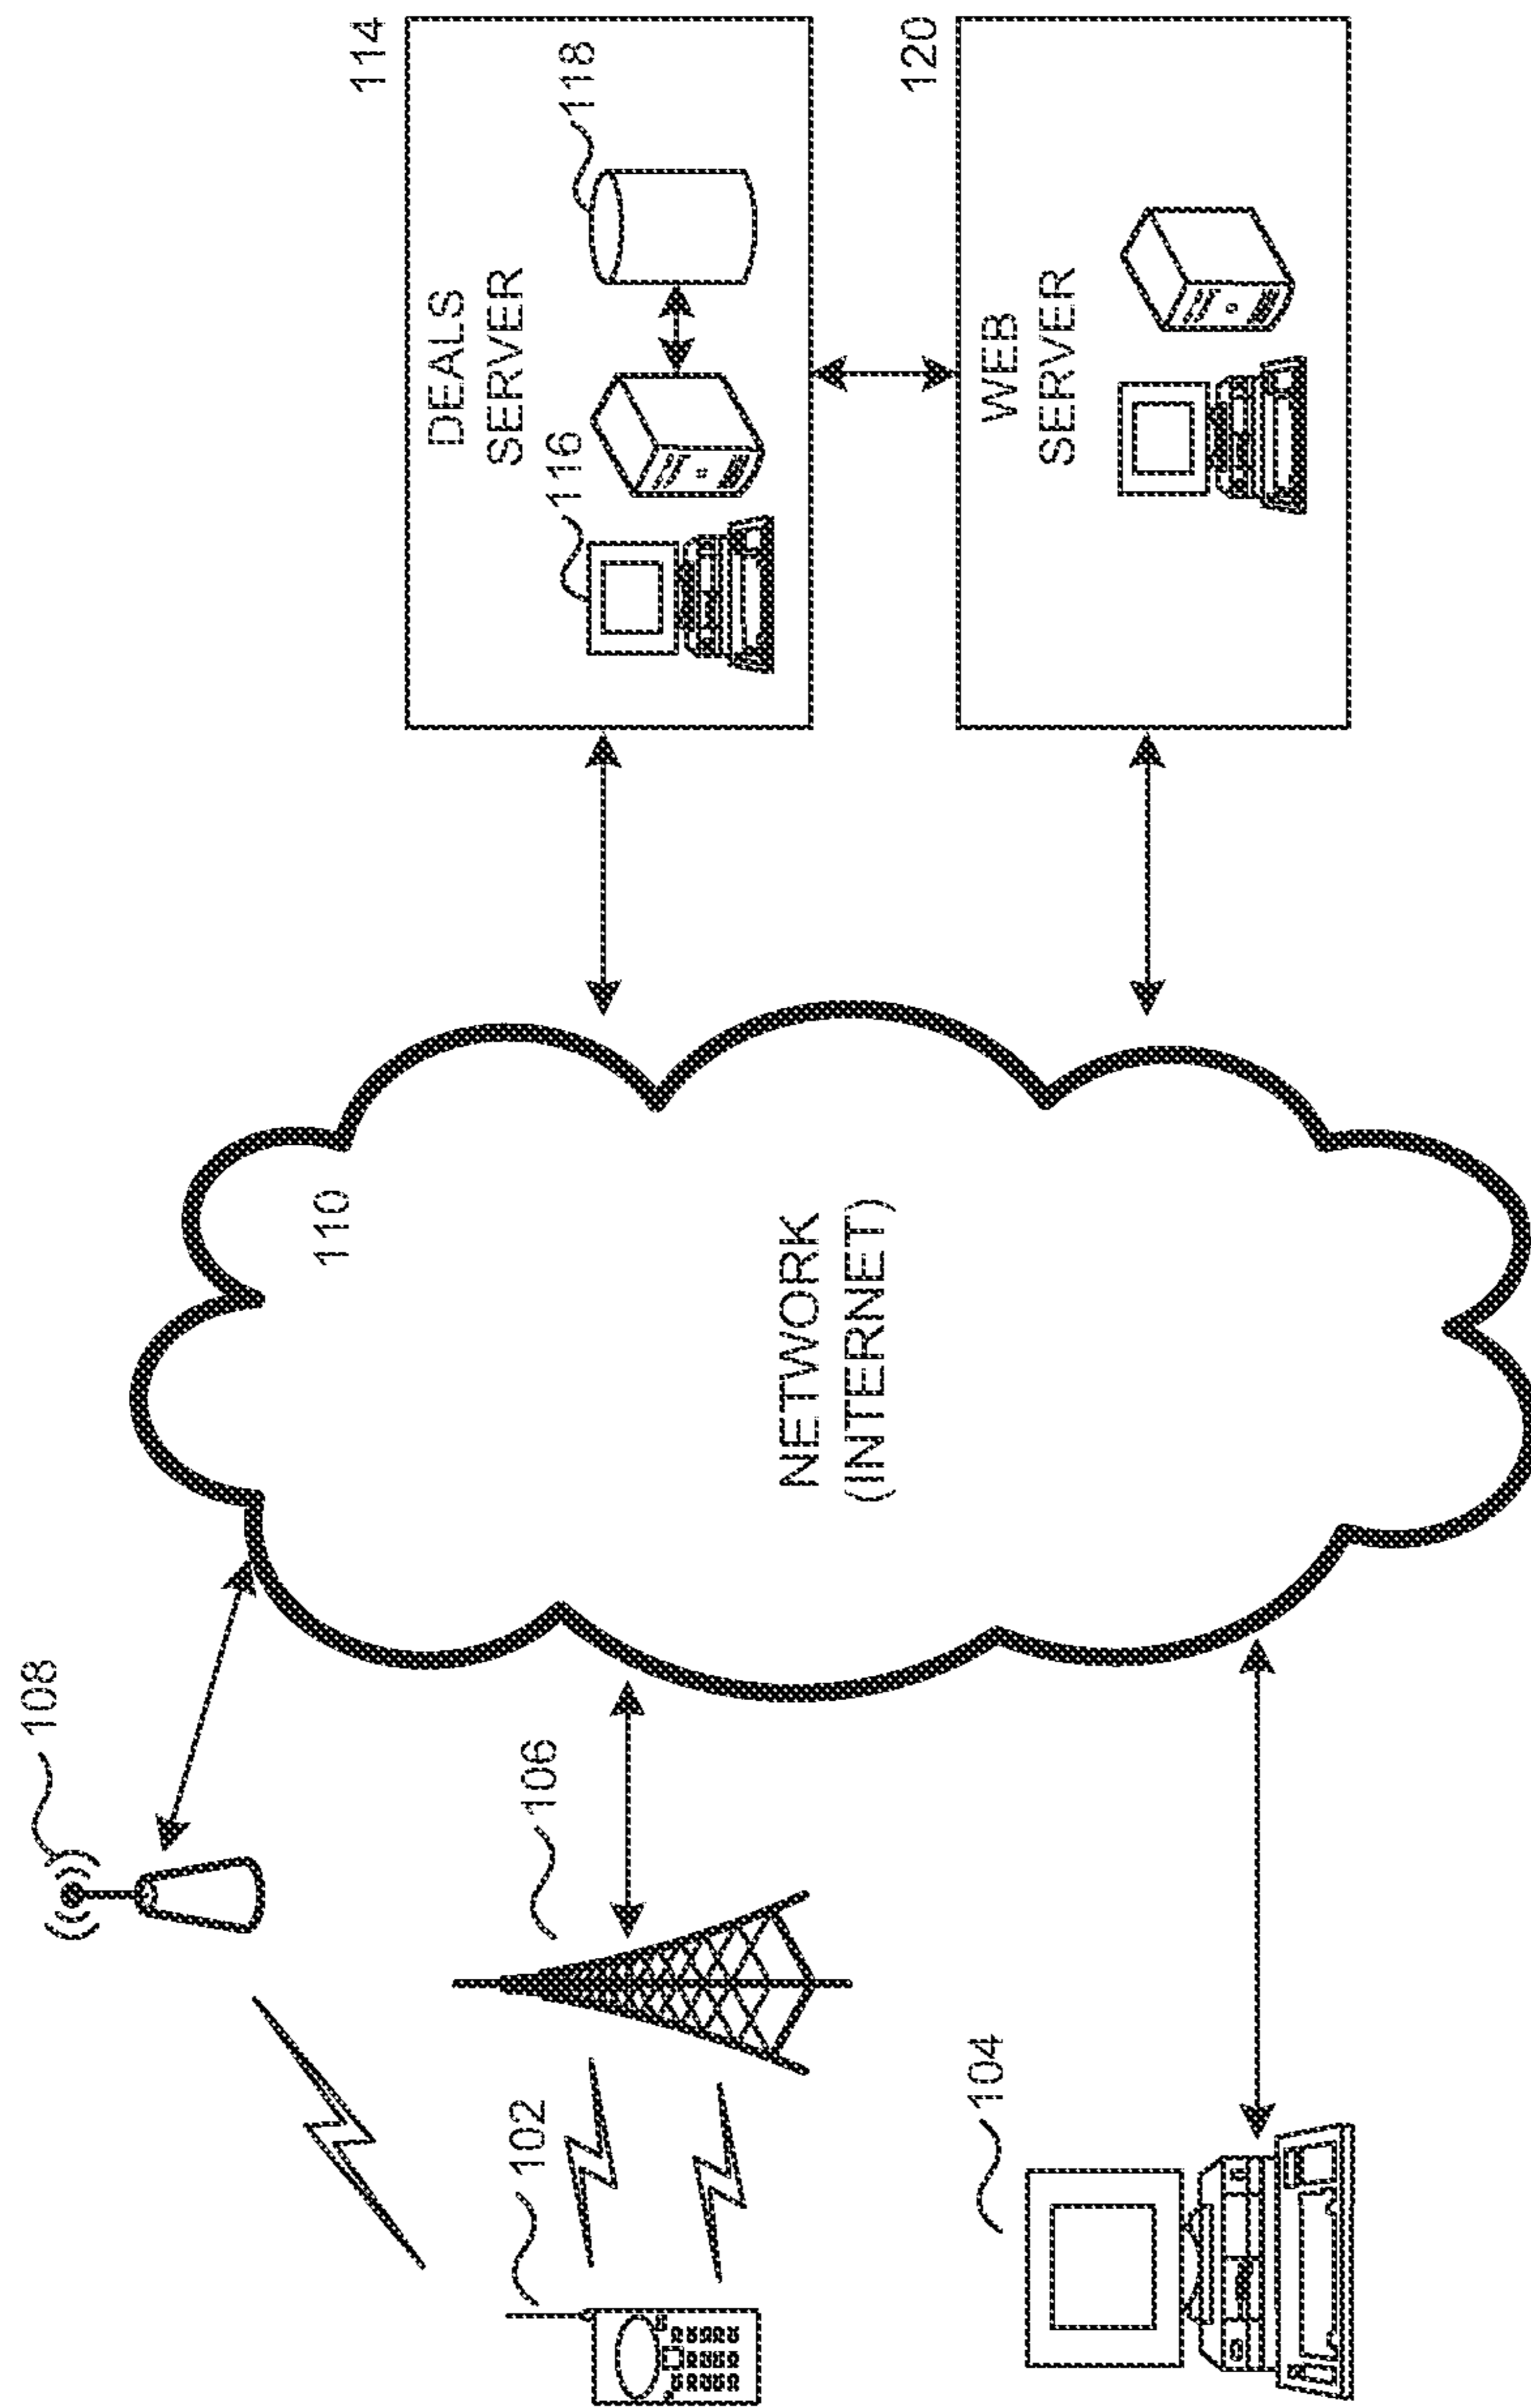 108
110
114
DEALS
SERVER
118
116
106
102
NETWORK
(INTERNET)
120
WEB
SERVER
104